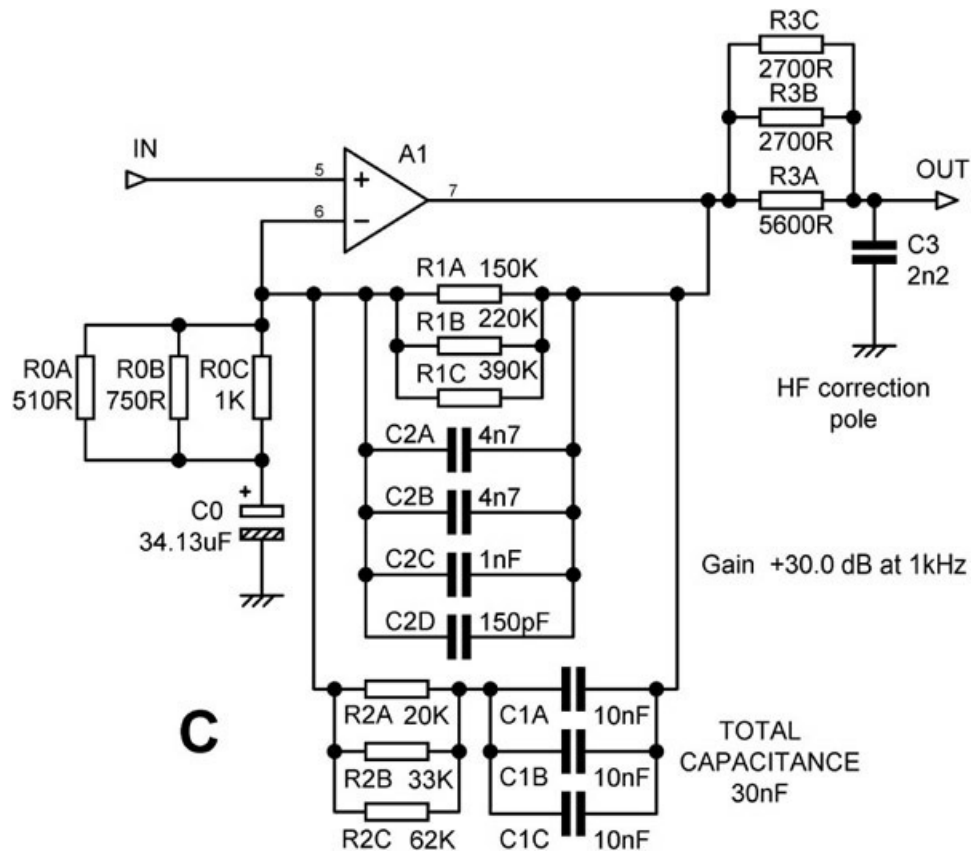 R3C
2700R
R3B
2700R
R3A
5600R
IN
5
+
A1
7
6
−
OUT
C3
2n2
HF correction
pole
R1A 150K
R1B 220K
R1C 390K
R0A
510R
R0B
750R
R0C
1K
C2A 4n7
C2B 4n7
C2C 1nF
C2D 150pF
+
C0
34.13uF
Gain +30.0 dB at 1kHz
C
R2A 20K
R2B 33K
R2C 62K
C1A 10nF
C1B 10nF
C1C 10nF
TOTAL
CAPACITANCE
30nF